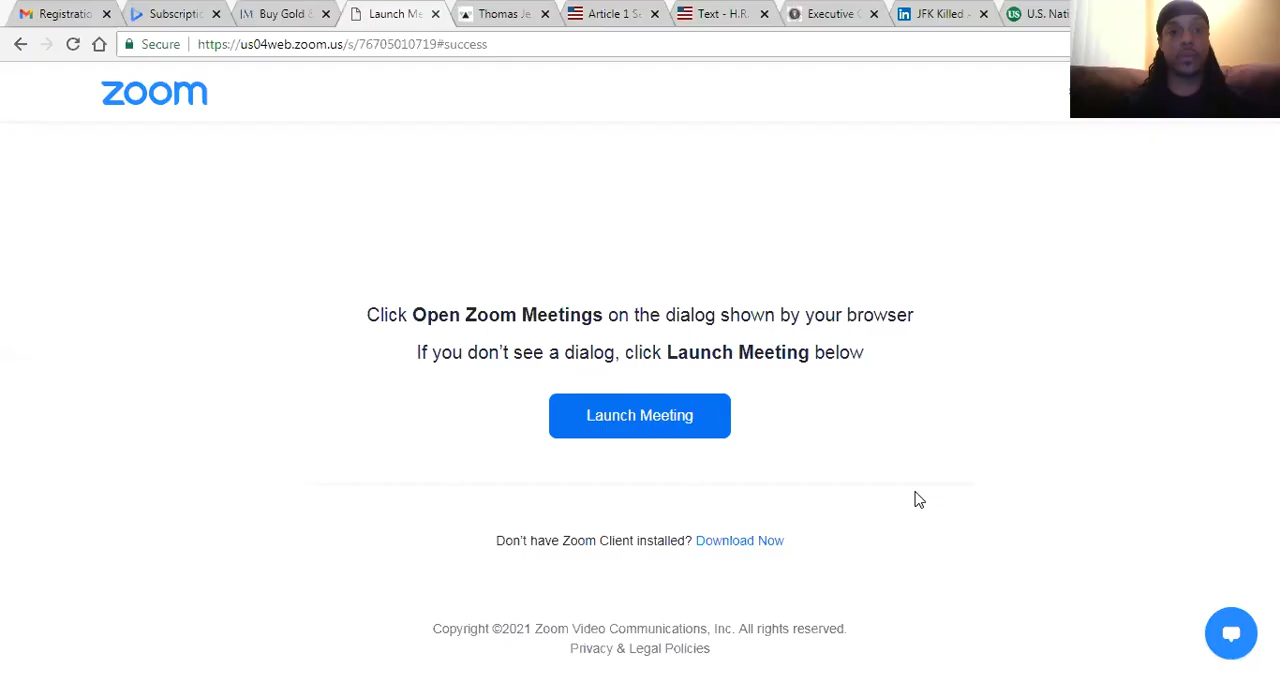 Registratio
Subscriptio
Buy Gold &
Launch Me
Thomas Je
Article 1 Se
Text - H.R.
Executive O
JFK Killed -
U.S. Nati
Secure
https://us04web.zoom.us/s/76705010719#success
zoom
Click Open Zoom Meetings on the dialog shown by your browser
If you don't see a dialog, click Launch Meeting below
Launch Meeting
Don't have Zoom Client installed? Download Now
Copyright ©2021 Zoom Video Communications, Inc. All rights reserved.
Privacy & Legal Policies